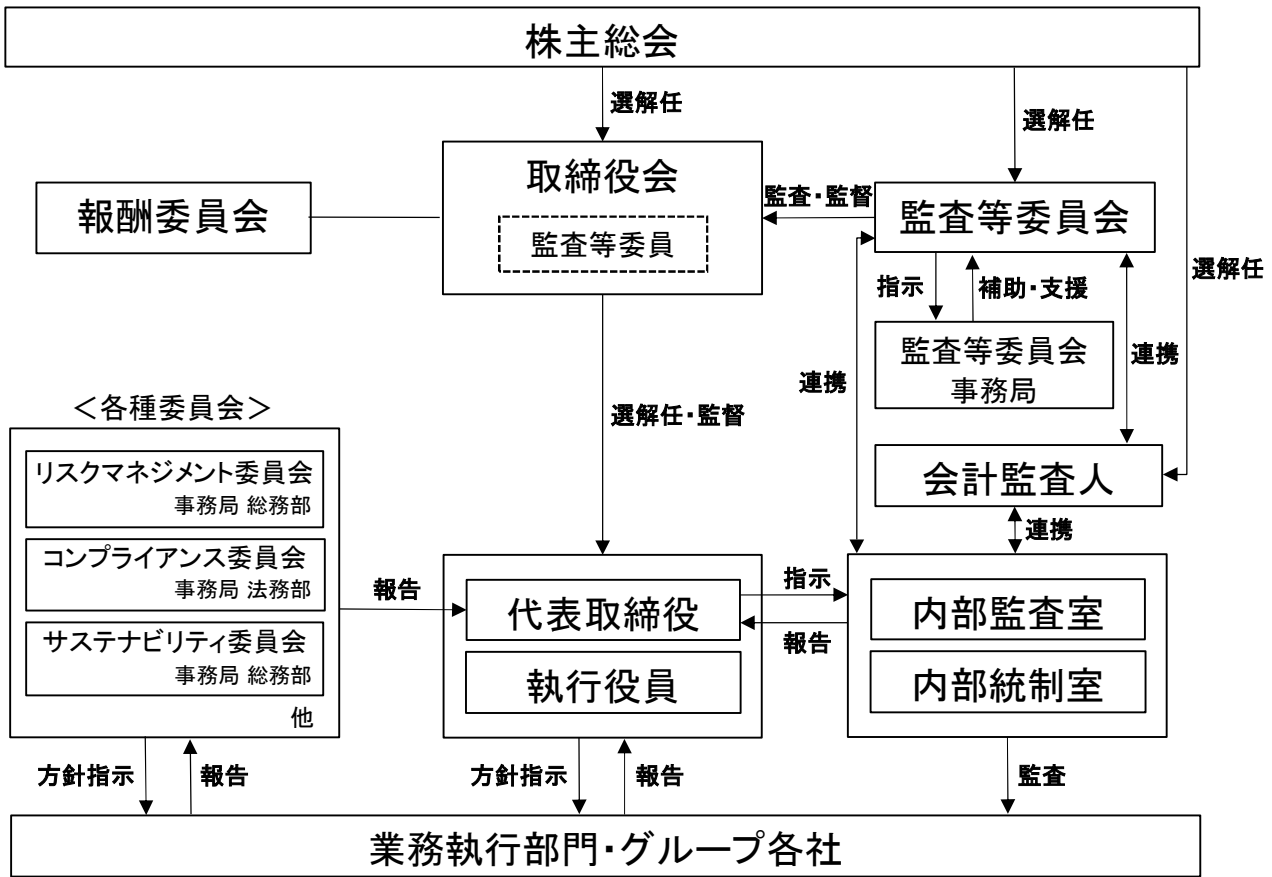 株主総会
選解任
選解任
選解任
取締役会
監査等委員
報酬委員会
監査・監督
監査等委員会
指示
補助・支援
監査等委員会
事務局
連携
連携
選解任・監督
会計監査人
連携
＜各種委員会＞
リスクマネジメント委員会
事務局 総務部
コンプライアンス委員会
事務局 法務部
サステナビリティ委員会
事務局 総務部
他
報告
代表取締役
執行役員
指示
報告
内部監査室
内部統制室
方針指示
報告
方針指示
報告
監査
業務執行部門・グループ各社